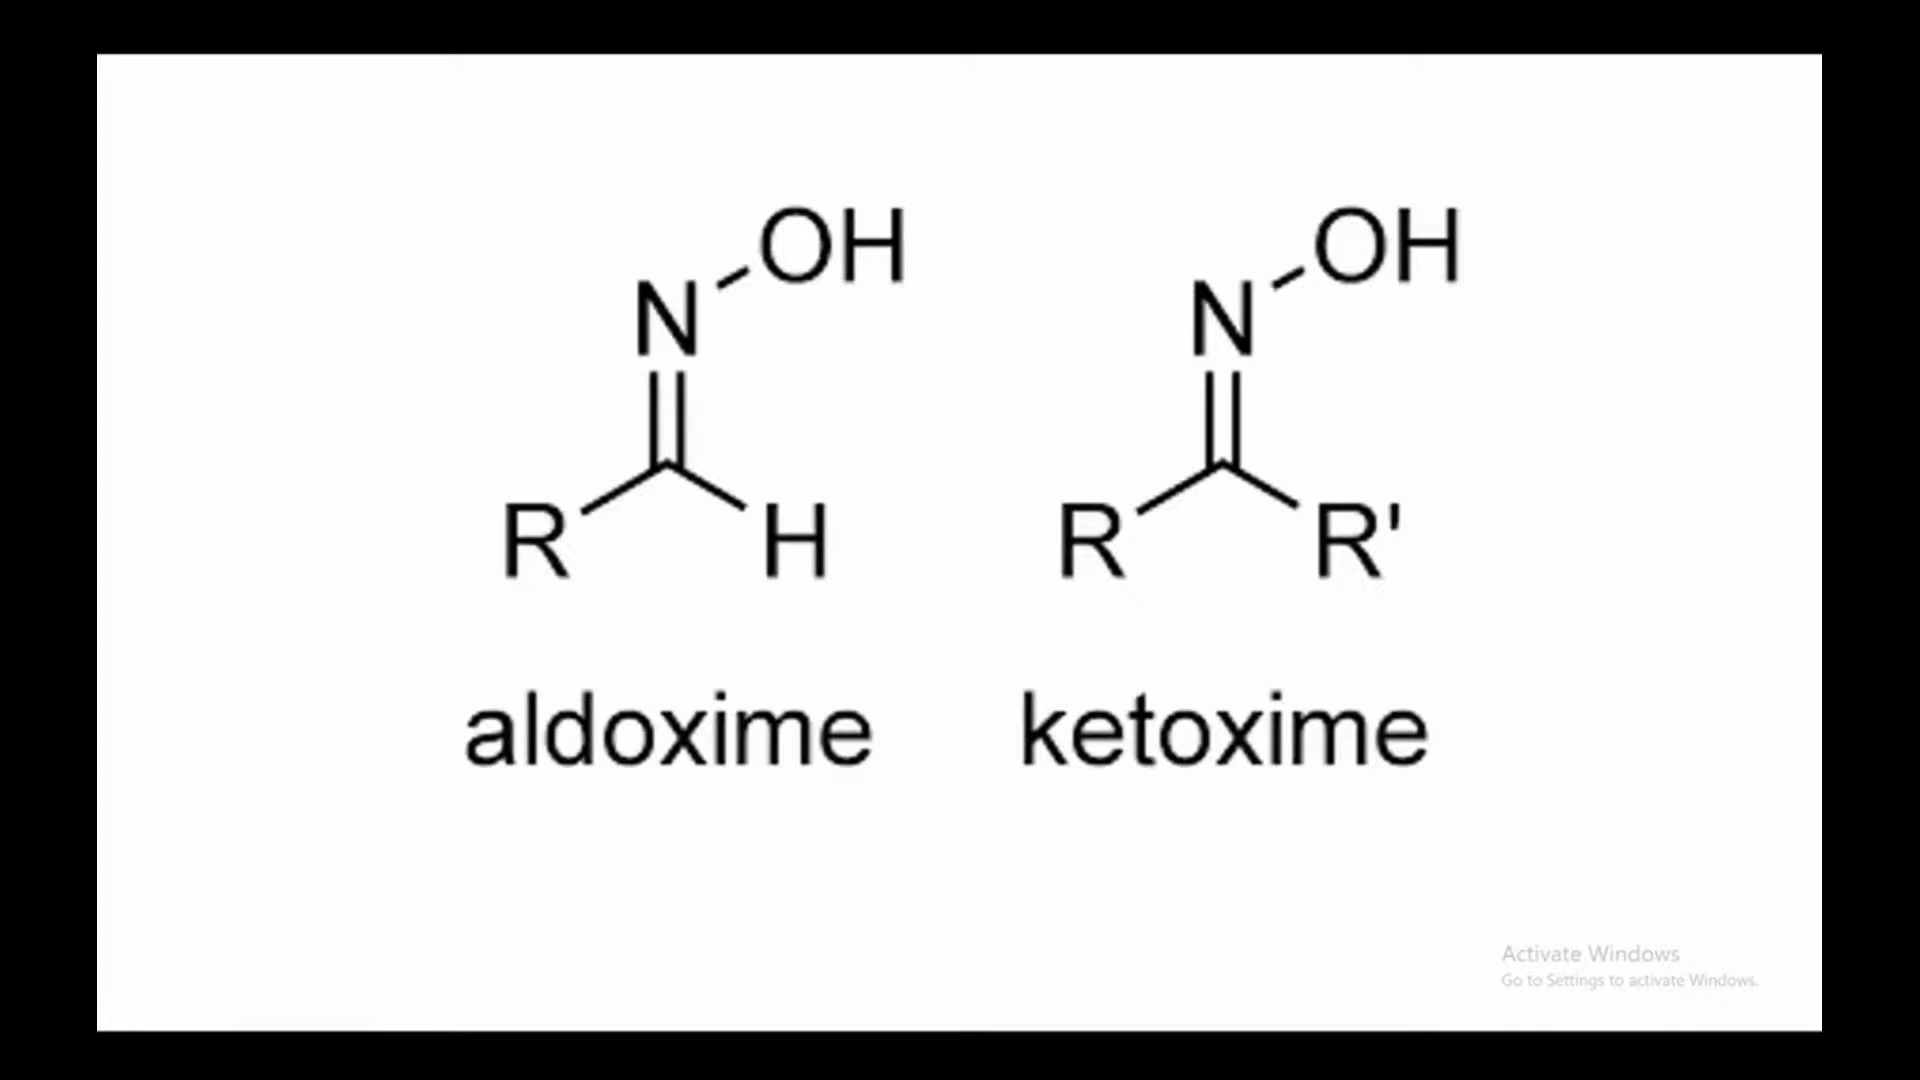 OH OH
N N
R H R R'
aldoxime ketoxime
Activate Windows
Go to Settings to activate Windows.